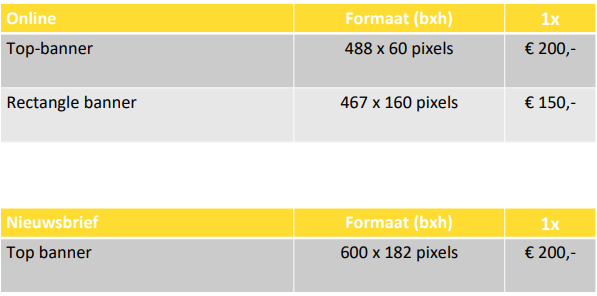 Online Formaat (bxh) 1x
Top-banner 488 x 60 pixels € 200,-
Rectangle banner 467 x 160 pixels € 150,-
Nieuwsbrief Formaat (bxh) 1x
Top banner 600 x 182 pixels € 200,-